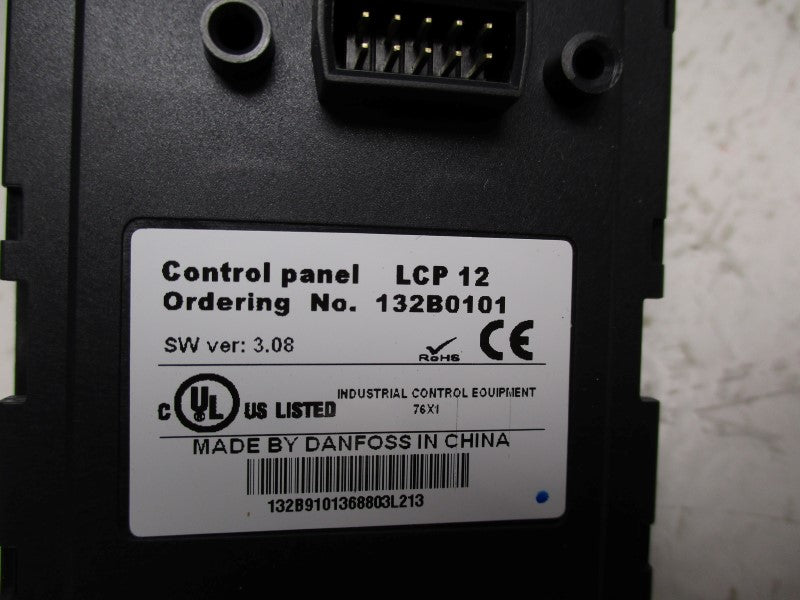 Control panel LCP 12
Ordering No. 132B0101
SW ver: 3.08
RoHS CE
C UL US LISTED
INDUSTRIAL CONTROL EQUIPMENT
76X1
MADE BY DANFOSS IN CHINA
132B9101368803L213